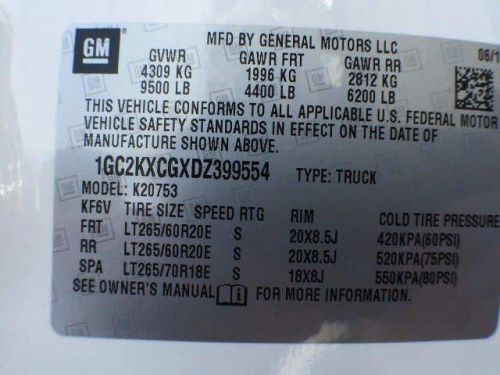 GM
MFD BY GENERAL MOTORS LLC
06/1
GVWR GAWR FRT GAWR RR
4309 KG 1996 KG 2812 KG
9500 LB 4400 LB 6200 LB
THIS VEHICLE CONFORMS TO ALL APPLICABLE U.S. FEDERAL MOTOR
VEHICLE SAFETY STANDARDS IN EFFECT ON THE DATE OF
MANUFACTURE SHOWN ABOVE.
1GC2KXCGXDZ399554 TYPE: TRUCK
MODEL: K20753
KF6V TIRE SIZE SPEED RTG RIM COLD TIRE PRESSURE
FRT LT265/60R20E S 20X8.5J 420KPA(60PSI)
RR LT265/60R20E S 20X8.5J 520KPA(75PSI)
SPA LT265/70R18E S 18X8J 550KPA(80PSI)
SEE OWNER'S MANUAL i FOR MORE INFORMATION.